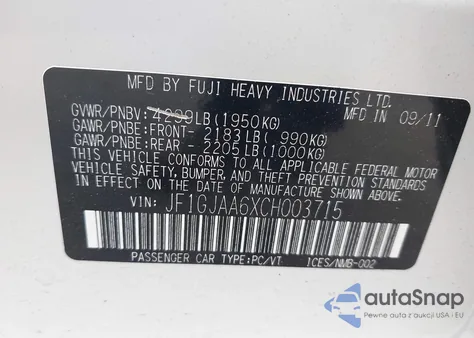 MFD BY FUJI HEAVY INDUSTRIES LTD.
GVWR/PNBV: 4299LB(1950KG) MFD IN 09/11
GAWR/PNBE: FRONT- 2183LB( 990KG)
GAWR/PNBE: REAR - 2205LB(1000KG)
THIS VEHICLE CONFORMS TO ALL APPLICABLE FEDERAL MOTOR
VEHICLE SAFETY, BUMPER, AND THEFT PREVENTION STANDARDS
IN EFFECT ON THE DATE OF MANUFACTURE SHOWN ABOVE.
VIN: JF1GJAA6XCH003715
PASSENGER CAR TYPE:PC/VT ICES/NMB-002
autoSnap
Pewne auta z aukcji USA i EU